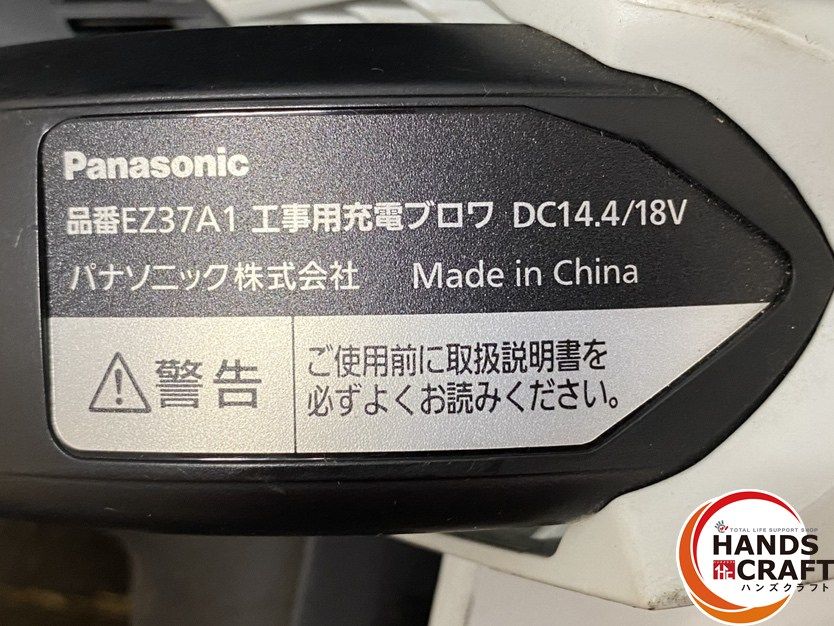 Panasonic
品番EZ37A1 工事用充電ブロワ DC14.4/18V
パナソニック株式会社 Made in China
警告
ご使用前に取扱説明書を
必ずよくお読みください。
TOTAL LIFE SUPPORT SHOP
HANDS
CRAFT
ハンズクラフト